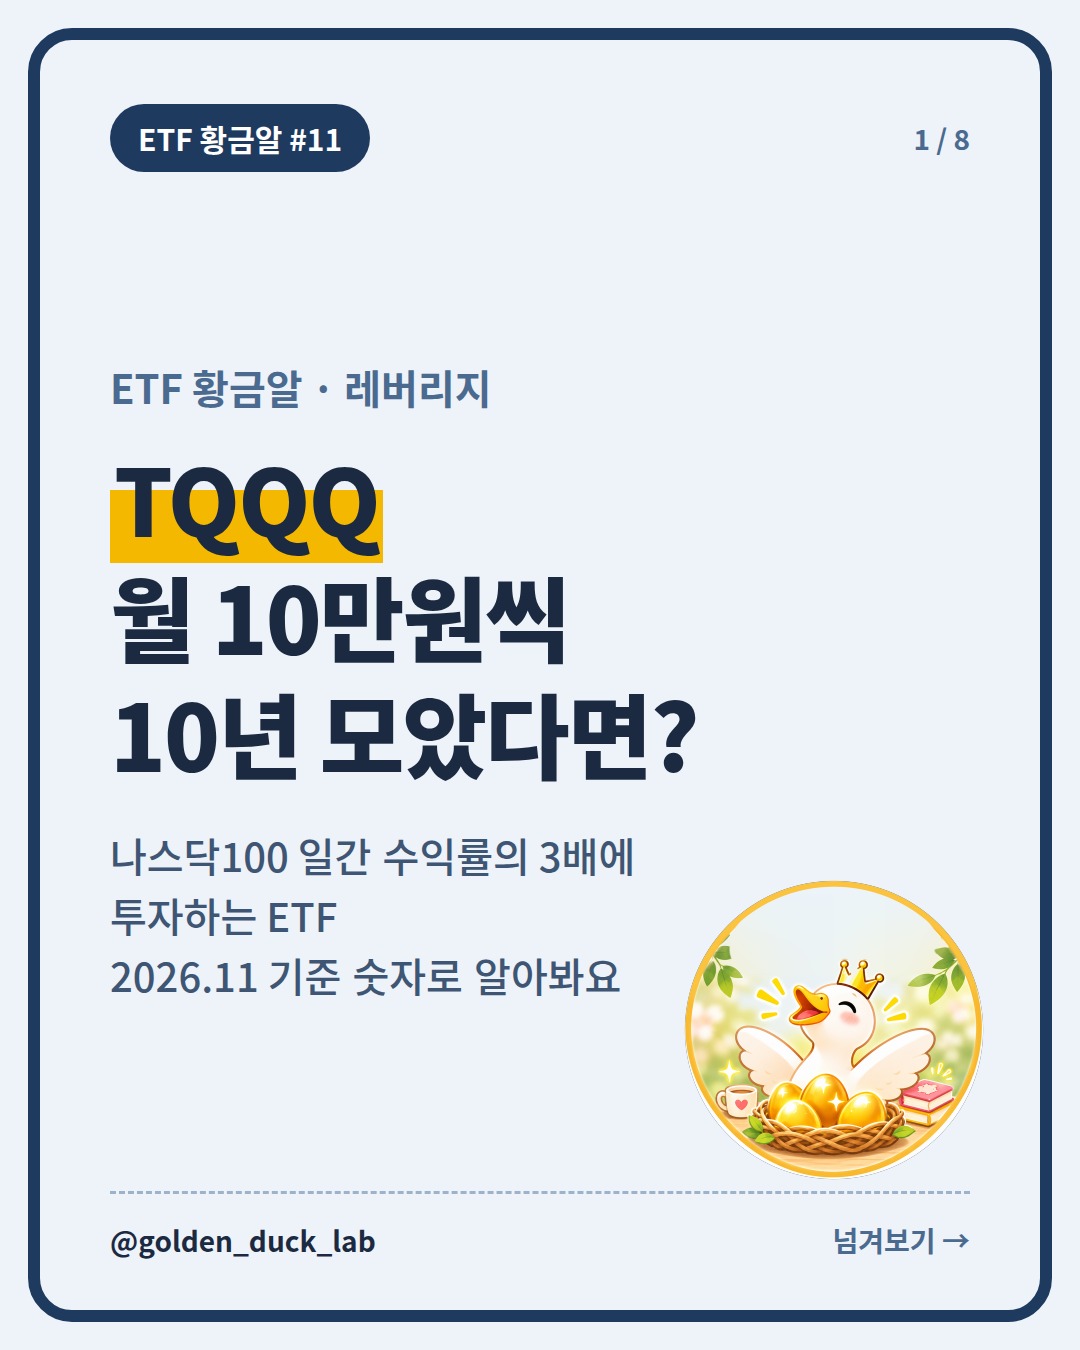 ETF 황금알 #11
1 / 8
ETF 황금알 · 레버리지
TQQQ
월 10만원씩
10년 모았다면?
나스닥100 일간 수익률의 3배에
투자하는 ETF
2026.11 기준 숫자로 알아봐요
@golden_duck_lab
넘겨보기 →